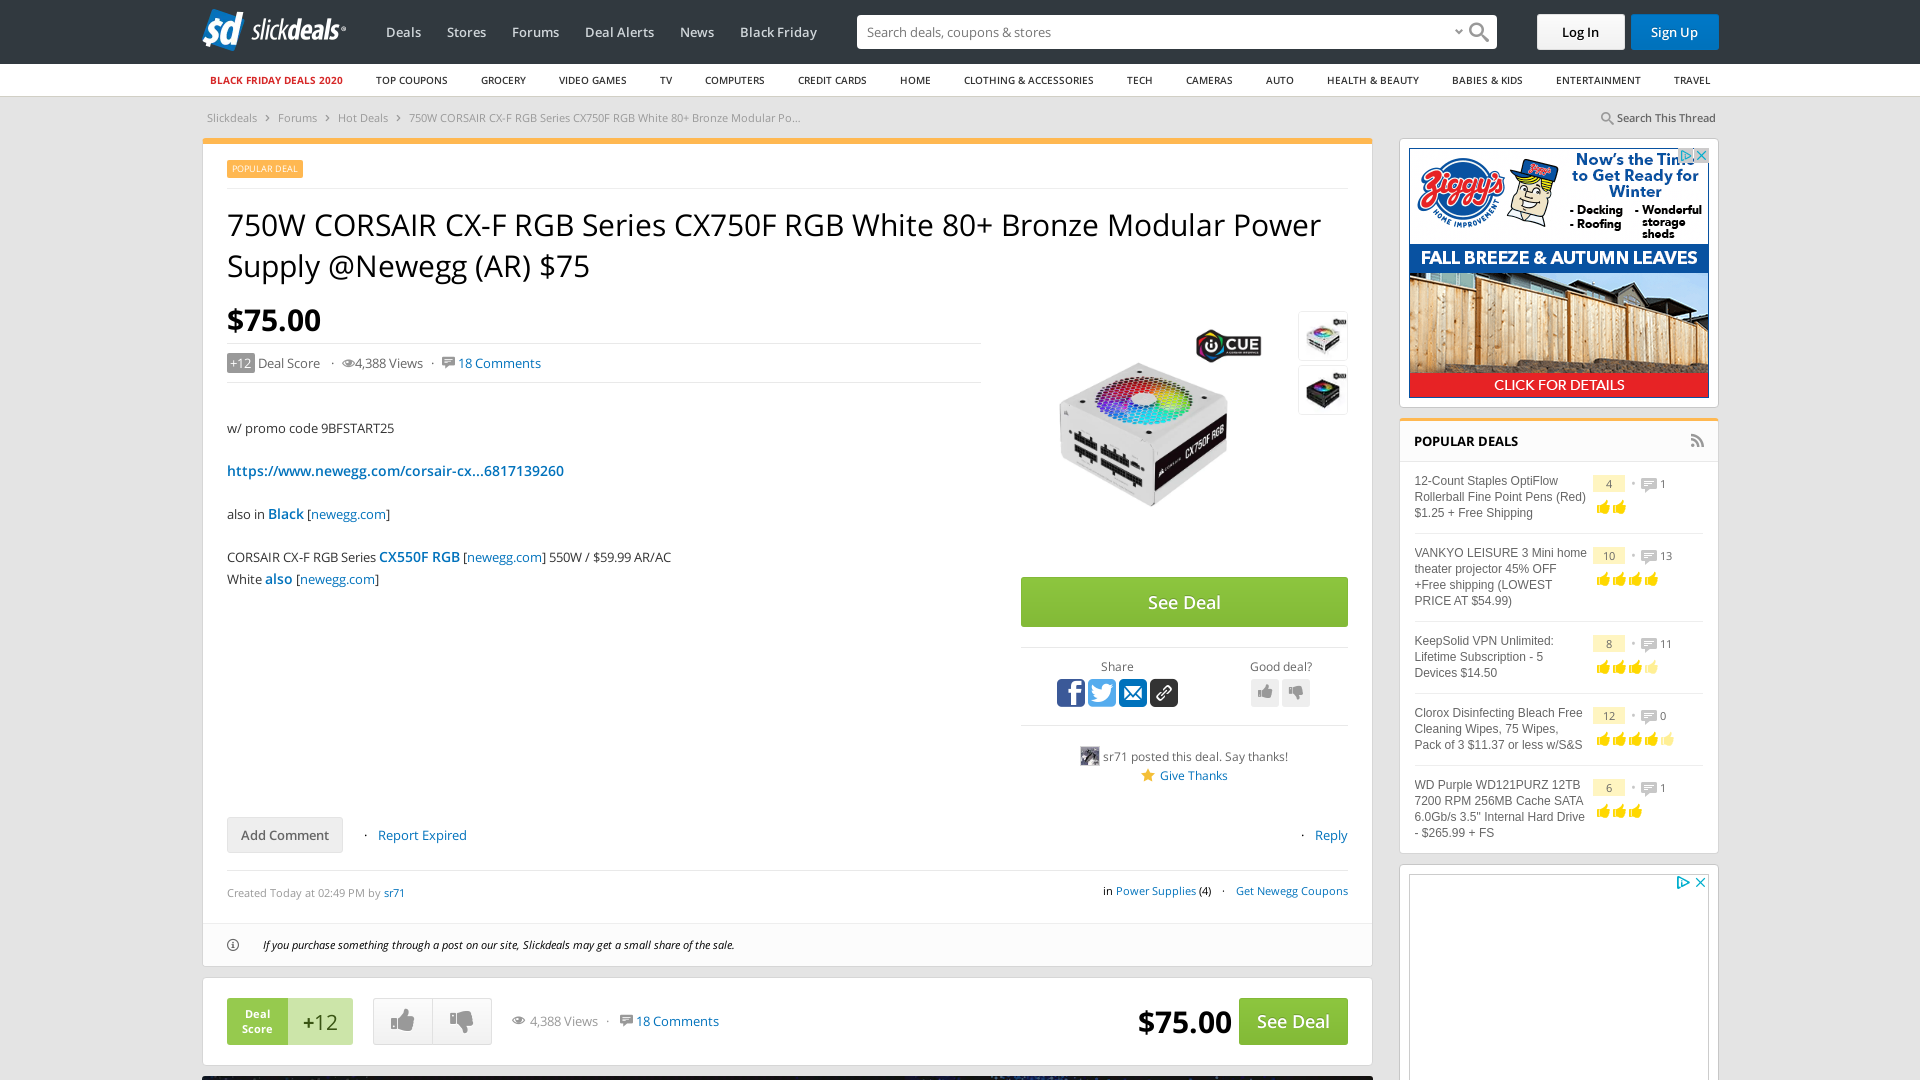 sd slickdeals
Deals Stores Forums Deal Alerts News Black Friday
Search deals, coupons & shops
Log In Sign Up
BLACK FRIDAY DEALS 2020 TOP COUPONS GROCERY VIDEO GAMES TV COMPUTERS CREDIT CARDS HOME CLOTHING & ACCESSORIES TECH CAMERAS AUTO HEALTH & BEAUTY BABIES & KIDS ENTERTAINMENT TRAVEL
Slickdeals › Forums › Hot Deals › 750W CORSAIR CX-F RGB Series CX750F RGB White 80+ Bronze Modular Po...
Search This Thread
POPULAR DEAL
750W CORSAIR CX-F RGB Series CX750F RGB White 80+ Bronze Modular Power
Supply @Newegg (AR) $75
$75.00
+12 Deal Score · 4,388 Views · 18 Comments
w/ promo code 9BFSTART25
https://www.newegg.com/corsair-cx...6817139260
also in Black [newegg.com]
CORSAIR CX-F RGB Series CX550F RGB [newegg.com] 550W / $59.99 AR/AC
White also [newegg.com]
CUE
CX750F RGB
See Deal
Share
Good deal?
sr71 posted this deal. Say thanks!
Give Thanks
Add Comment · Report Expired
· Reply
Created Today at 02:49 PM by sr71
in Power Supplies (4) · Get Newegg Coupons
If you purchase something through a post on our site, Slickdeals may get a small share of the sale.
Deal
Score
+12
4,388 Views · 18 Comments
$75.00
See Deal
Ziggy's
HOME IMPROVEMENT
Now's the Time
to Get Ready for
Winter
- Decking
- Roofing
- Wonderful
storage
sheds
FALL BREEZE & AUTUMN LEAVES
CLICK FOR DETAILS
POPULAR DEALS
12-Count Staples OptiFlow
Rollerball Fine Point Pens (Red)
$1.25 + Free Shipping
4 • 1
VANKYO LEISURE 3 Mini home
theater projector 45% OFF
+Free shipping (LOWEST
PRICE AT $54.99)
10 • 13
KeepSolid VPN Unlimited:
Lifetime Subscription - 5
Devices $14.50
8 • 11
Clorox Disinfecting Bleach Free
Cleaning Wipes, 75 Wipes,
Pack of 3 $11.37 or less w/S&S
12 • 0
WD Purple WD121PURZ 12TB
7200 RPM 256MB Cache SATA
6.0Gb/s 3.5" Internal Hard Drive
- $265.99 + FS
6 • 1